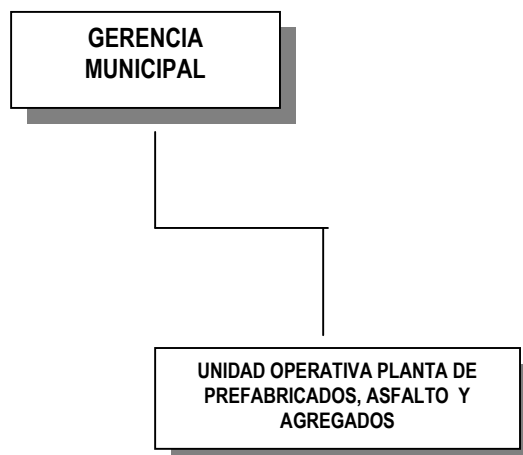 GERENCIA
MUNICIPAL
UNIDAD OPERATIVA PLANTA DE
PREFABRICADOS, ASFALTO Y
AGREGADOS